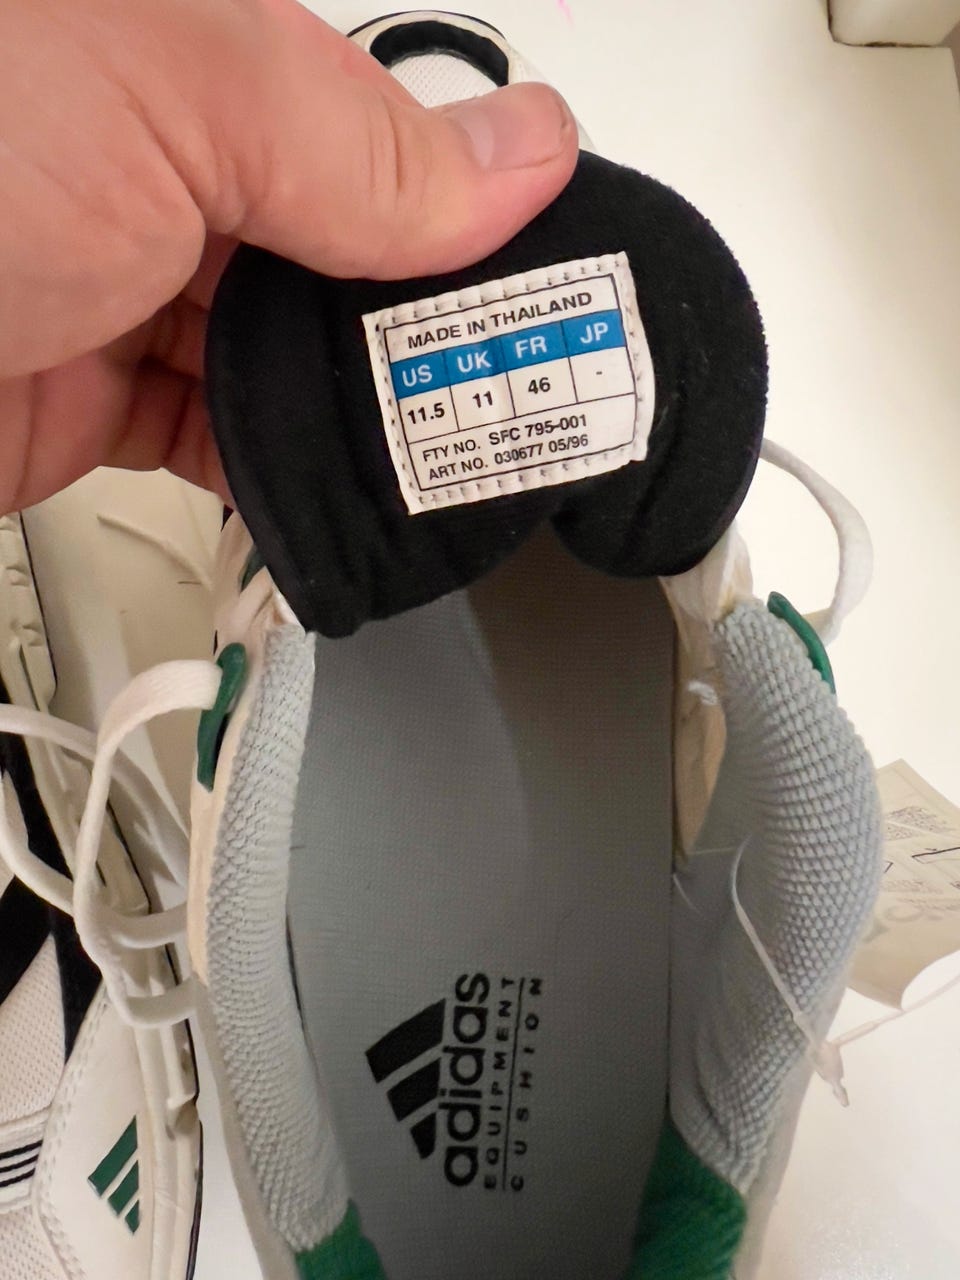 MADE IN THAILAND
US UK FR JP
11.5 11 46 -
FTY NO. SFC 795-001
ART NO. 030677 05/96
adidas
EQUIPMENT
CUSHION